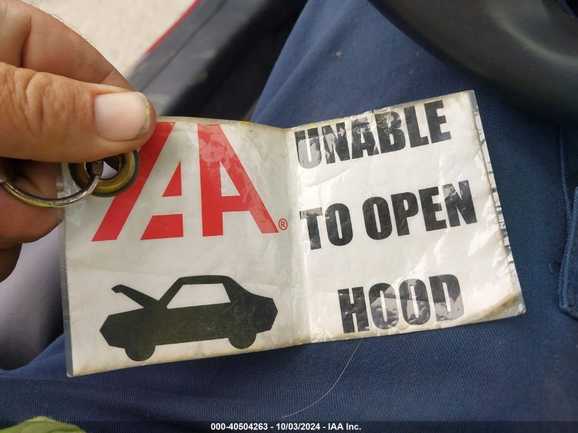 IAA®
UNABLE
TO OPEN
HOOD
000-40504263 - 10/03/2024 - IAA Inc.